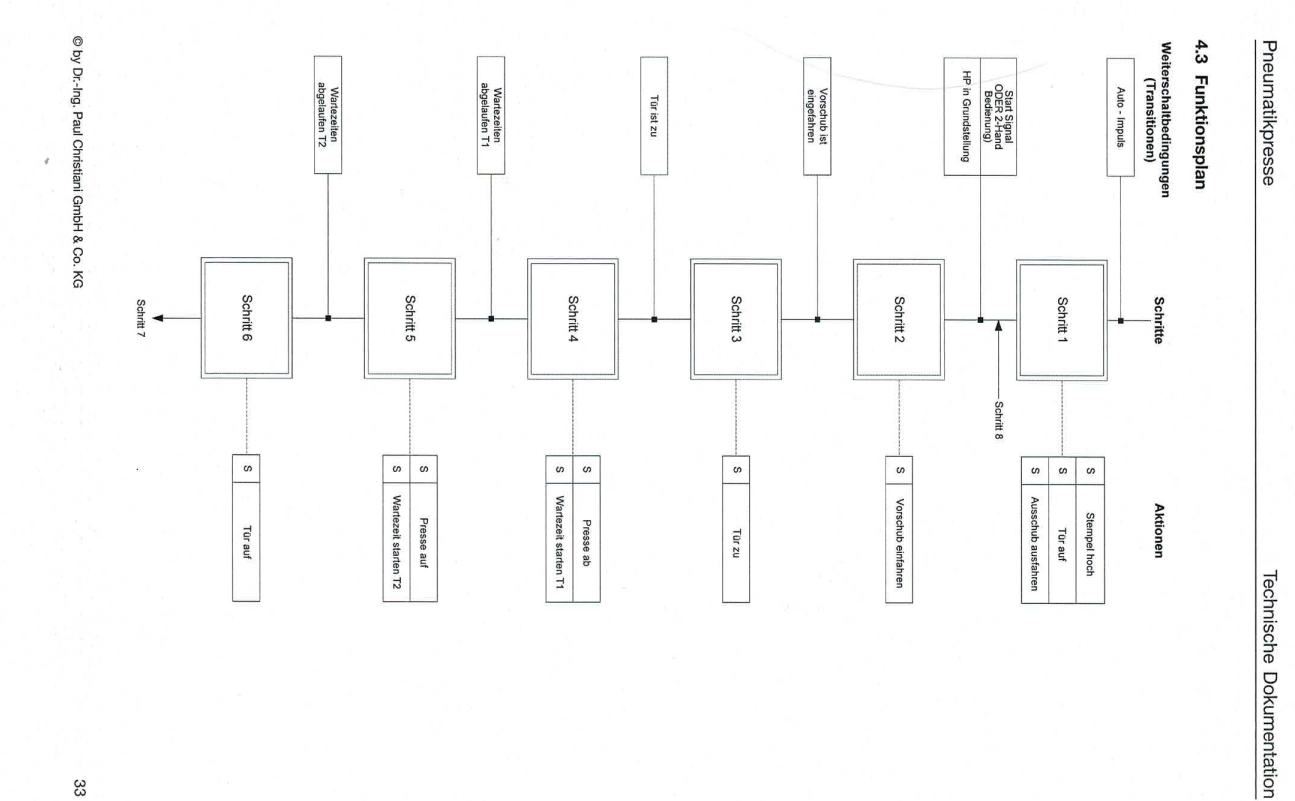 Pneumatikpresse
Technische Dokumentation
4.3 Funktionsplan
Weiterschaltbedingungen
(Transitionen)
Schritte
Aktionen
Auto - Impuls
Schritt 1
S
Stempel hoch
S
Tür auf
S
Ausschub ausfahren
Schritt 8
Start Signal
ODER 2-Hand
Bedienung)
HP in Grundstellung
Schritt 2
S
Vorschub einfahren
Vorschub ist
eingefahren
Schritt 3
S
Tür zu
Tür ist zu
Schritt 4
S
Presse ab
S
Wartezeit starten T1
Wartezeiten
abgelaufen T1
Schritt 5
S
Presse auf
S
Wartezeit starten T2
Wartezeiten
abgelaufen T2
Schritt 6
S
Tür auf
Schritt 7
© by Dr.-Ing. Paul Christiani GmbH & Co. KG
33